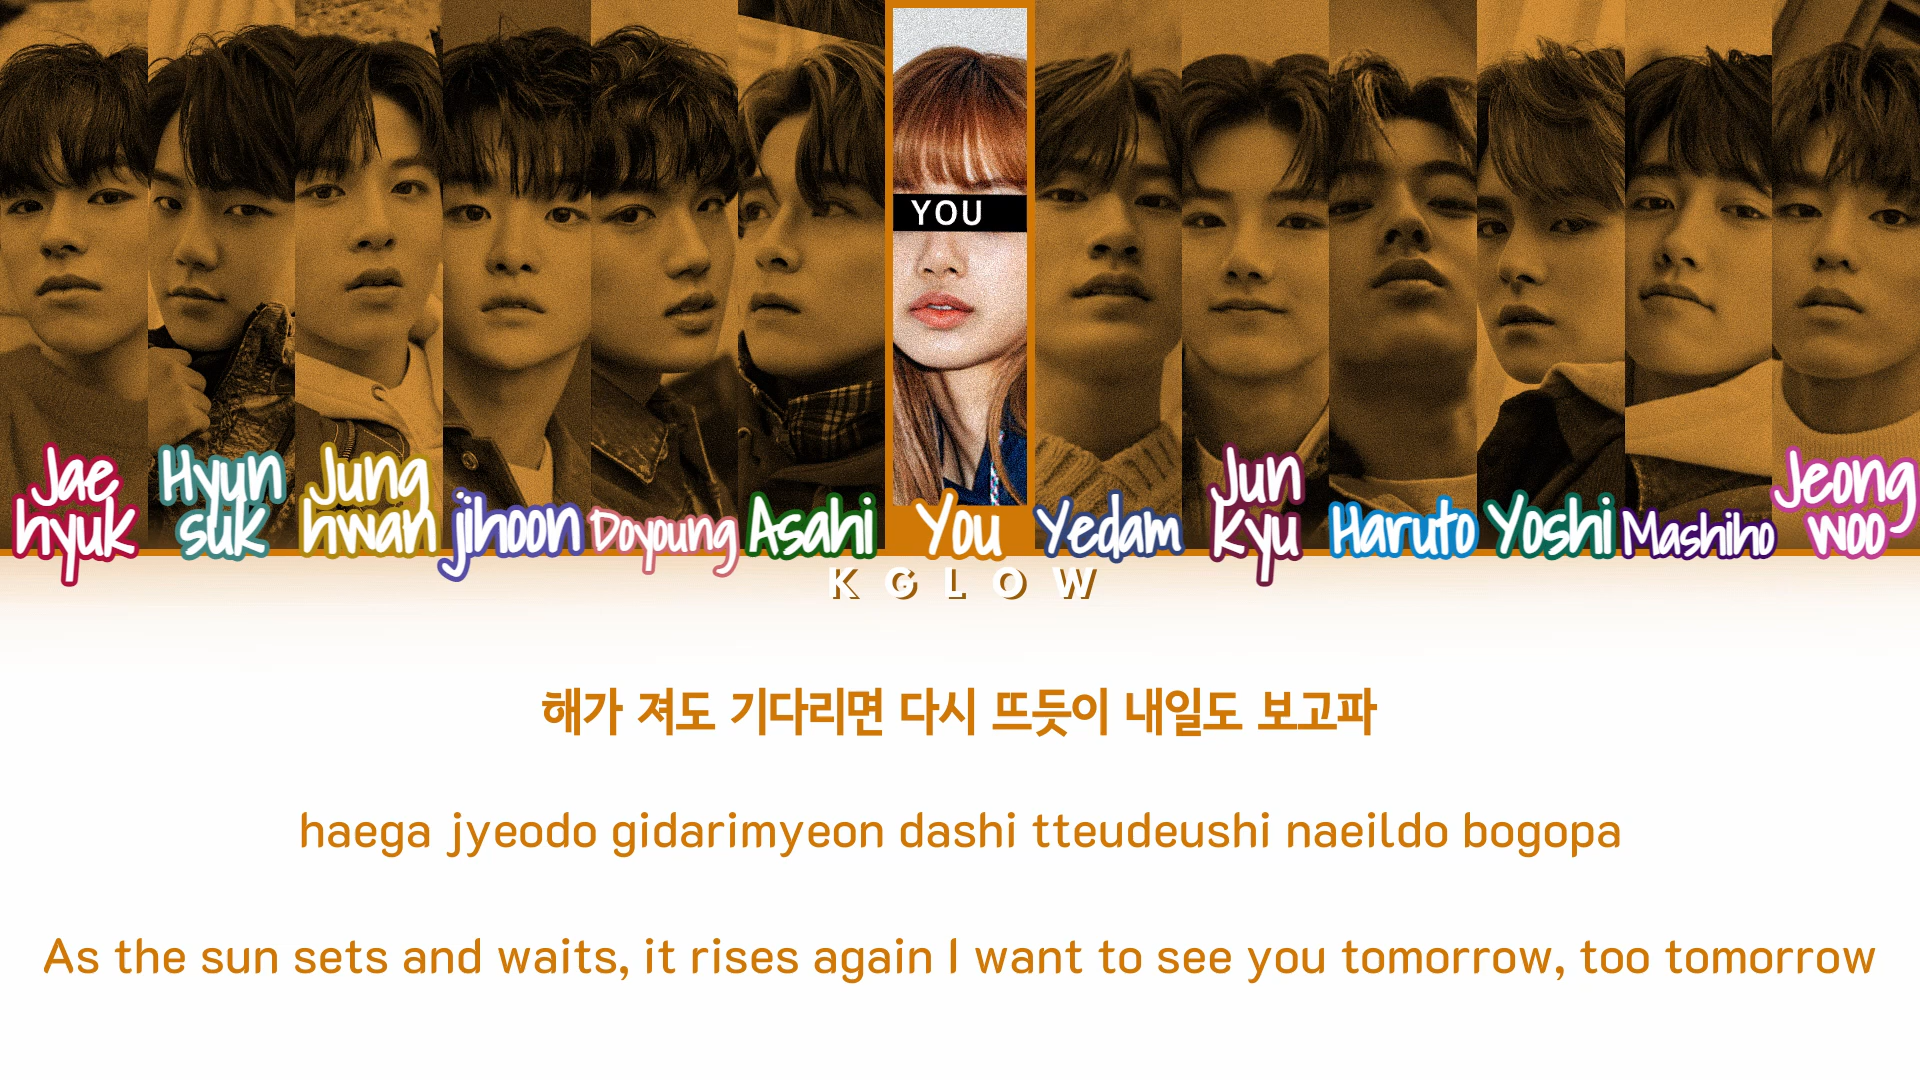 YOU
Jae
hyuk
Hyun
suk
Jung
hwan
jihoon
Doyoung
Asahi
You
Yedam
Jun
Kyu
Haruto
Yoshi
Mashiho
Jeong
woo
KGLOW
해가 져도 기다리면 다시 뜨듯이 내일도 보고파
haega jyeodo gidarimyeon dashi tteudeushi naeildo bogopa
As the sun sets and waits, it rises again I want to see you tomorrow, too tomorrow